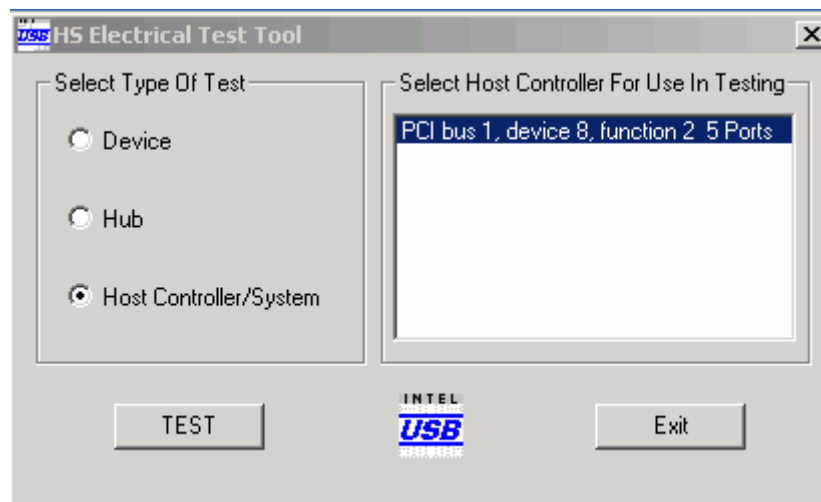 USB HS Electrical Test Tool
Select Type Of Test
Device
Hub
Host Controller/System
Select Host Controller For Use In Testing
PCI bus 1, device 8, function 2 5 Ports
TEST
INTEL
USB
Exit